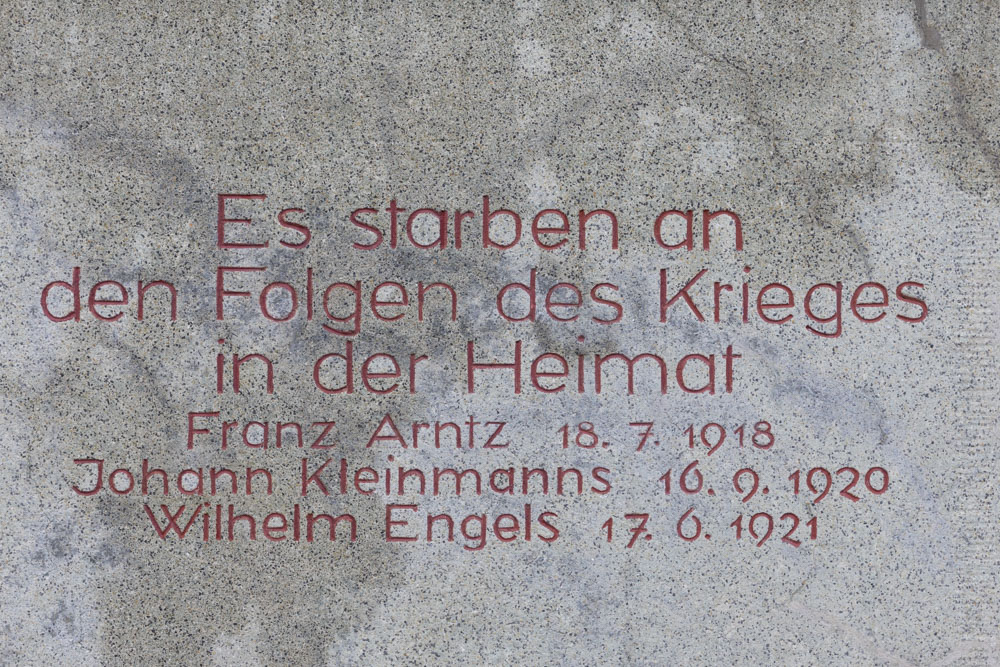 Es starben an
den Folgen des Krieges
in der Heimat
Franz Arntz 18. 7. 1918
Johann Kleinmanns 16. 9. 1920
Wilhelm Engels 17. 6. 1921